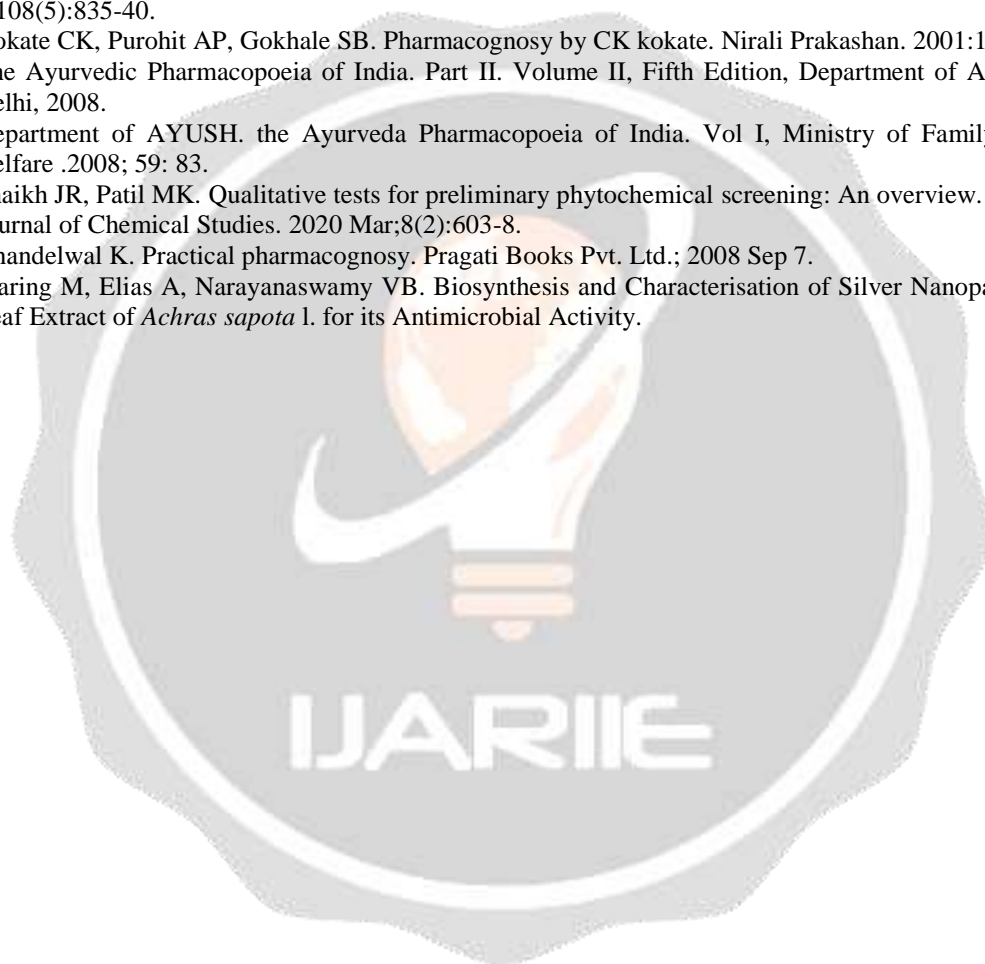 108(5):835-40.
okate CK, Purohit AP, Gokhale SB. Pharmacognosy by CK kokate. Nirali Prakashan. 2001:1
he Ayurvedic Pharmacopoeia of India. Part II. Volume II, Fifth Edition, Department of A
elhi, 2008.
epartment of AYUSH. the Ayurveda Pharmacopoeia of India. Vol I, Ministry of Family
elfare .2008; 59: 83.
haikh JR, Patil MK. Qualitative tests for preliminary phytochemical screening: An overview.
ournal of Chemical Studies. 2020 Mar;8(2):603-8.
handelwal K. Practical pharmacognosy. Pragati Books Pvt. Ltd.; 2008 Sep 7.
aring M, Elias A, Narayanaswamy VB. Biosynthesis and Characterisation of Silver Nanopa
eaf Extract of Achras sapota l. for its Antimicrobial Activity.
IJARIIE